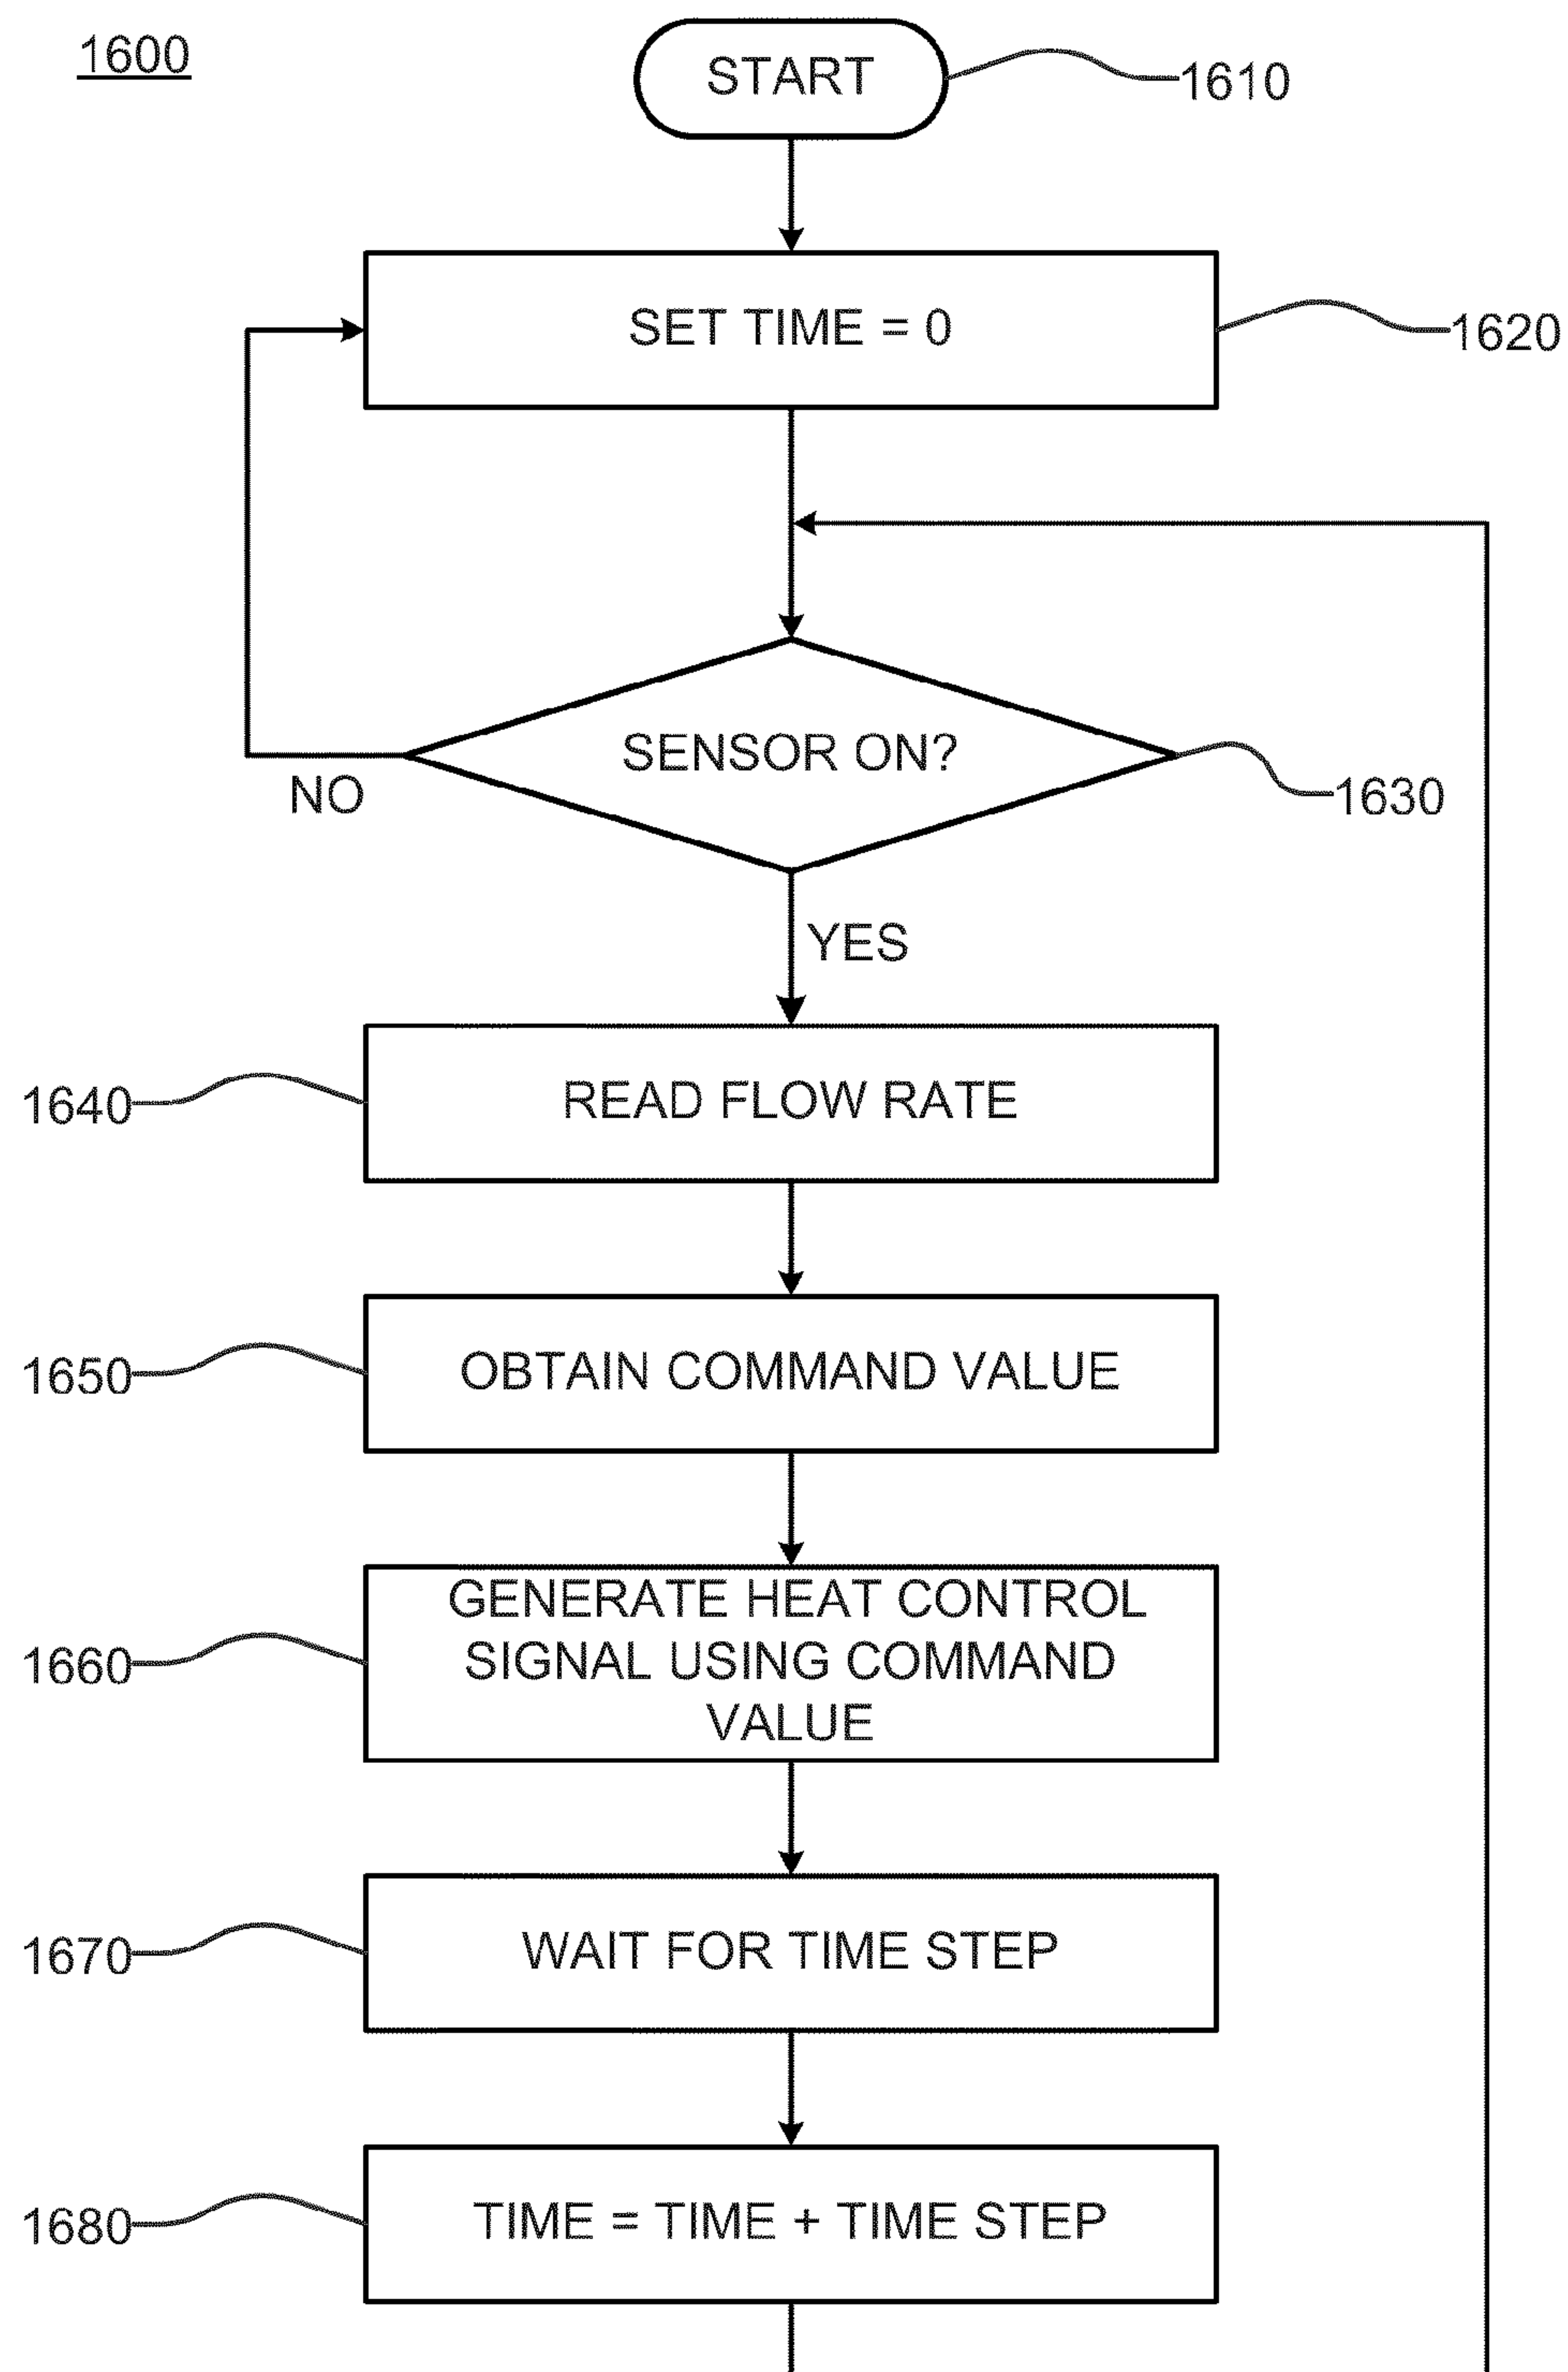 1600
START
1610
SET TIME = 0
1620
SENSOR ON?
NO
1630
YES
1640
READ FLOW RATE
1650
OBTAIN COMMAND VALUE
GENERATE HEAT CONTROL
1660
SIGNAL USING COMMAND
VALUE
1670
WAIT FOR TIME STEP
1680
TIME = TIME + TIME STEP